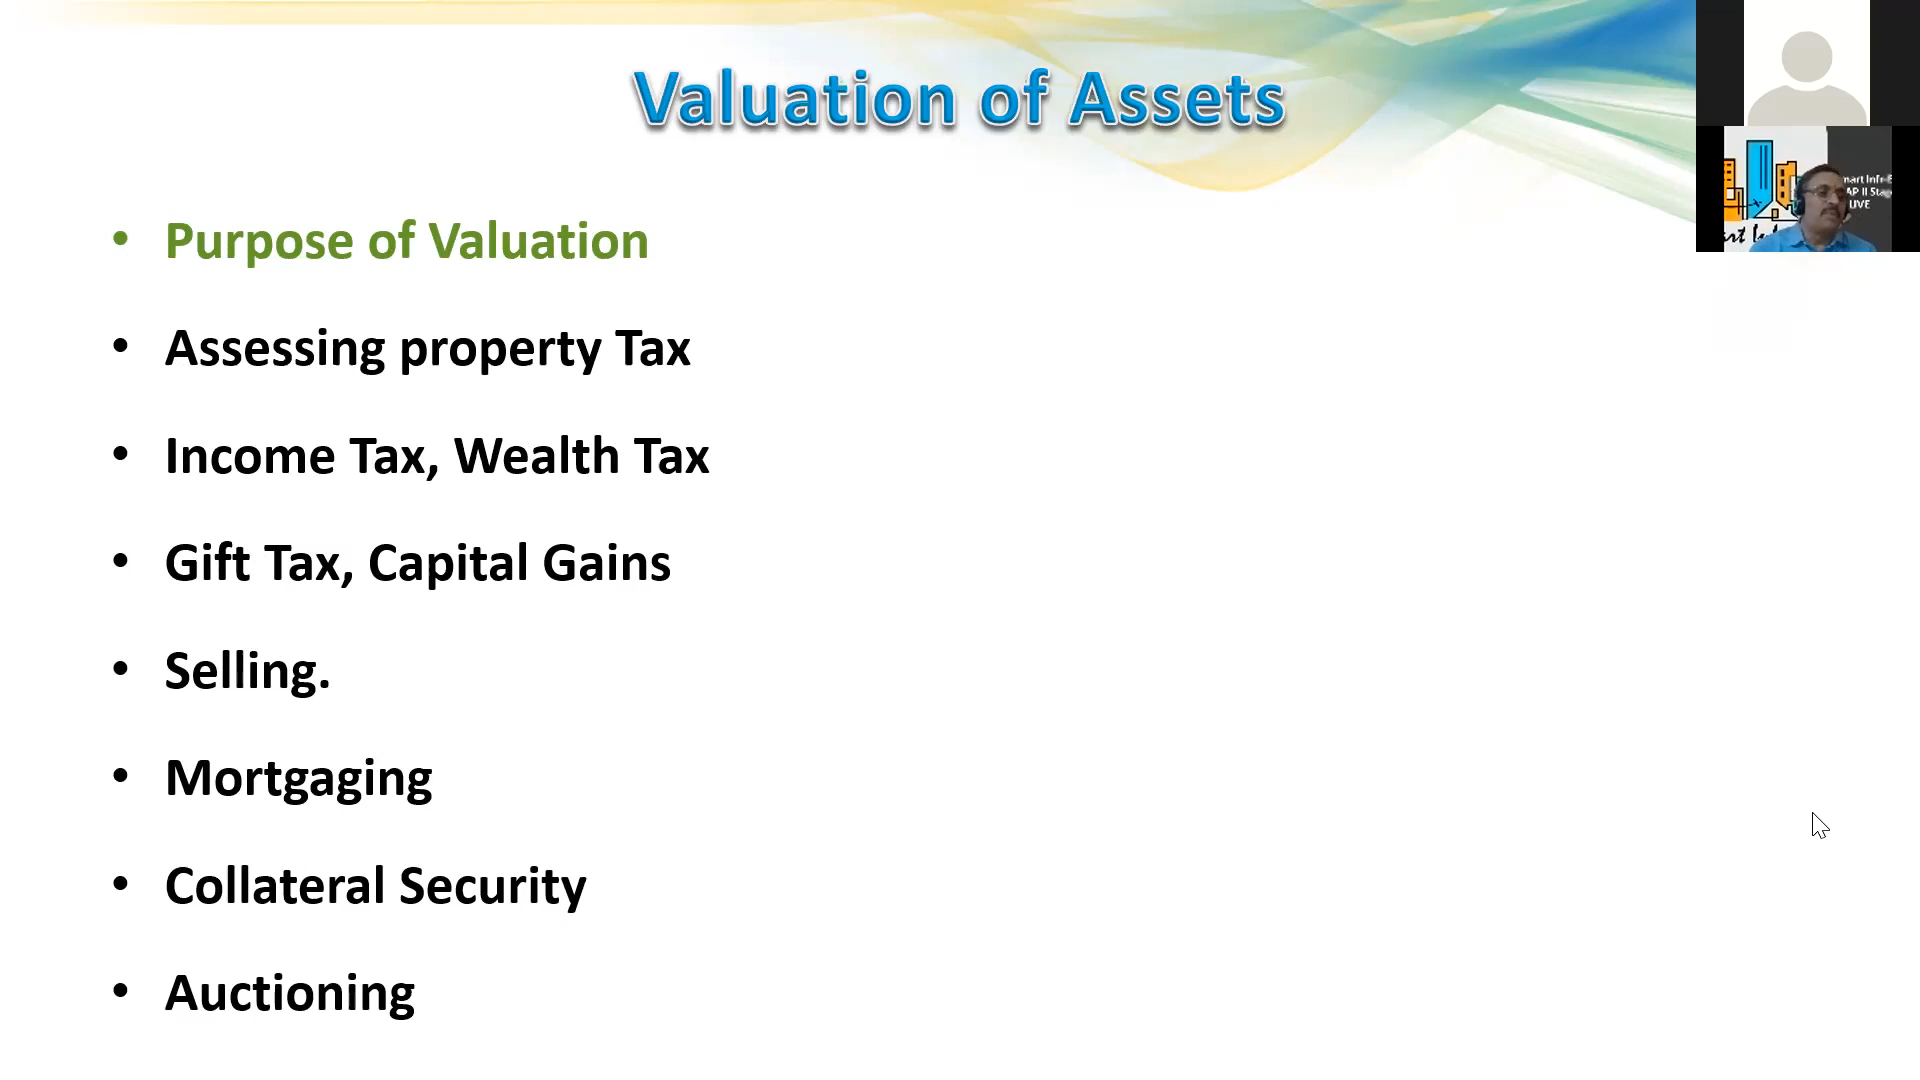 Valuation of Assets
• Purpose of Valuation
• Assessing property Tax
• Income Tax, Wealth Tax
• Gift Tax, Capital Gains
• Selling.
• Mortgaging
• Collateral Security
• Auctioning
LIVE